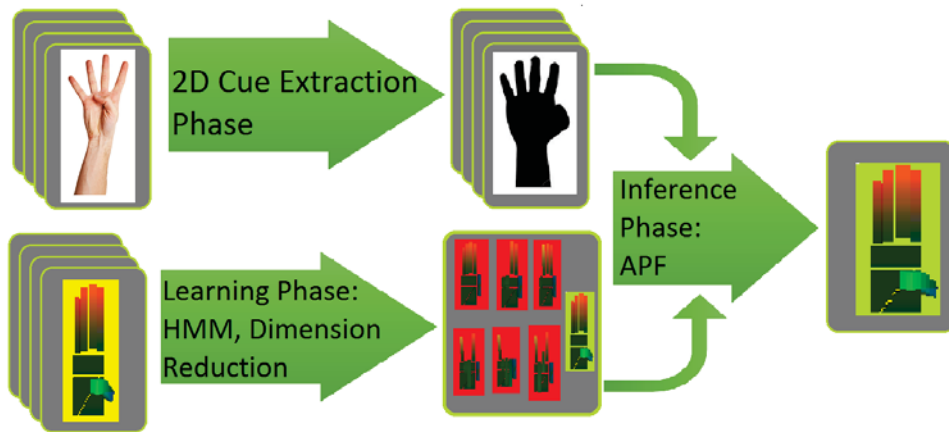 2D Cue Extraction
Phase
Inference
Phase:
APF
Learning Phase:
HMM, Dimension
Reduction